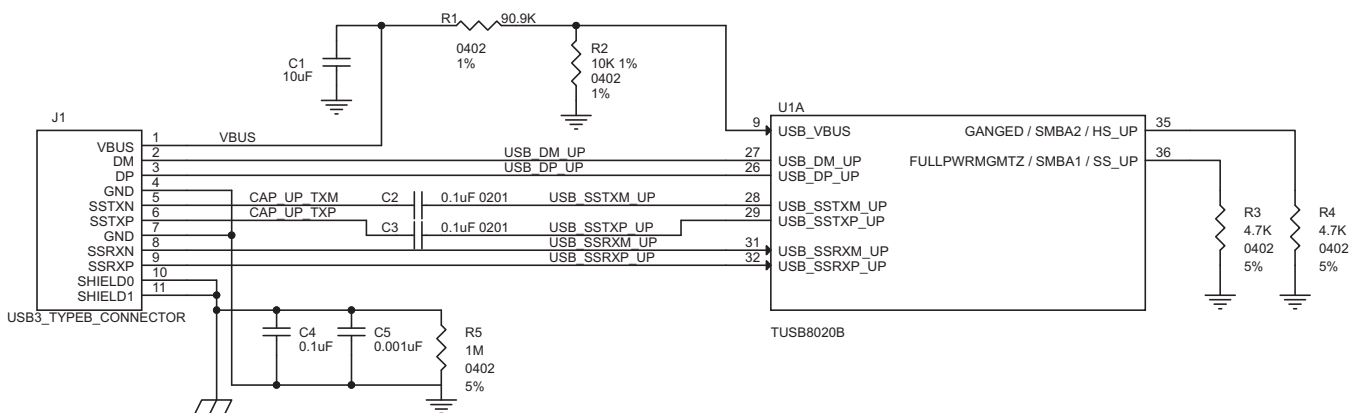 R1 90.9K
0402
1%
C1
10uF
R2
10K 1%
0402
1%
J1
VBUS 1 VBUS
DM 2 USB_DM_UP
DP 3 USB_DP_UP
GND 4
SSTXN 5 CAP_UP_TXM C2 0.1uF 0201 USB_SSTXM_UP
SSTXP 6 CAP_UP_TXP
GND 7 C3 0.1uF 0201 USB_SSTXP_UP
SSRXN 8 USB_SSRXM_UP
SSRXP 9 USB_SSRXP_UP
SHIELD0 10
SHIELD1 11
USB3_TYPEB_CONNECTOR
C4
0.1uF
C5
0.001uF
R5
1M
0402
5%
U1A
9 USB_VBUS
27 USB_DM_UP
26 USB_DP_UP
28 USB_SSTXM_UP
29 USB_SSTXP_UP
31 USB_SSRXM_UP
32 USB_SSRXP_UP
GANGED / SMBA2 / HS_UP 35
FULLPWRMGMTZ / SMBA1 / SS_UP 36
TUSB8020B
R3
4.7K
0402
5%
R4
4.7K
0402
5%